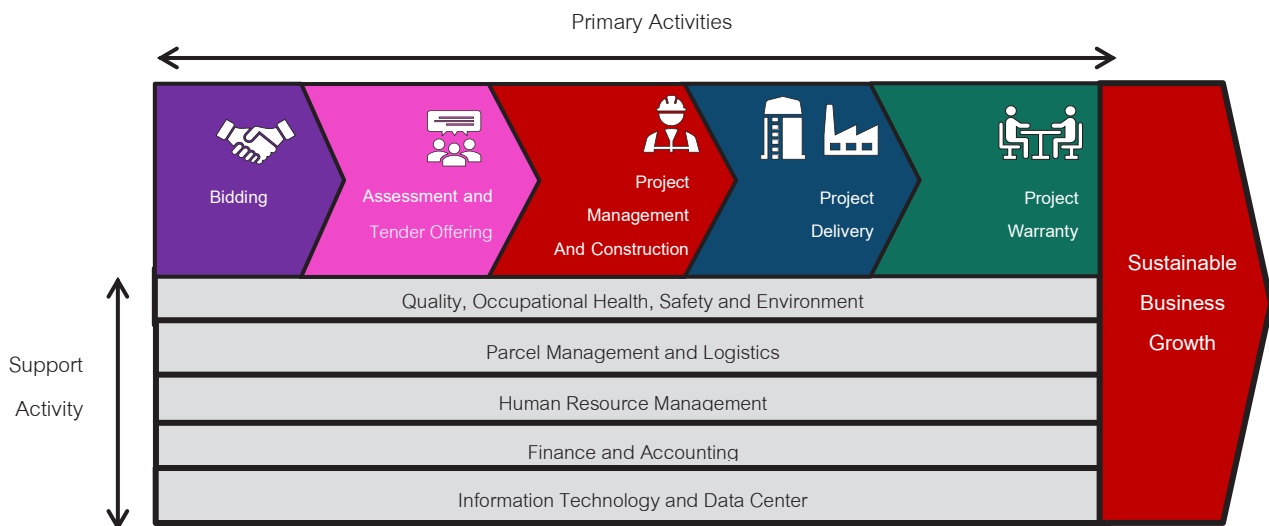 Primary Activities
Bidding
Assessment and
Tender Offering
Project
Management
And Construction
Project
Delivery
Project
Warranty
Sustainable
Business
Growth
Support
Activity
Quality, Occupational Health, Safety and Environment
Parcel Management and Logistics
Human Resource Management
Finance and Accounting
Information Technology and Data Center